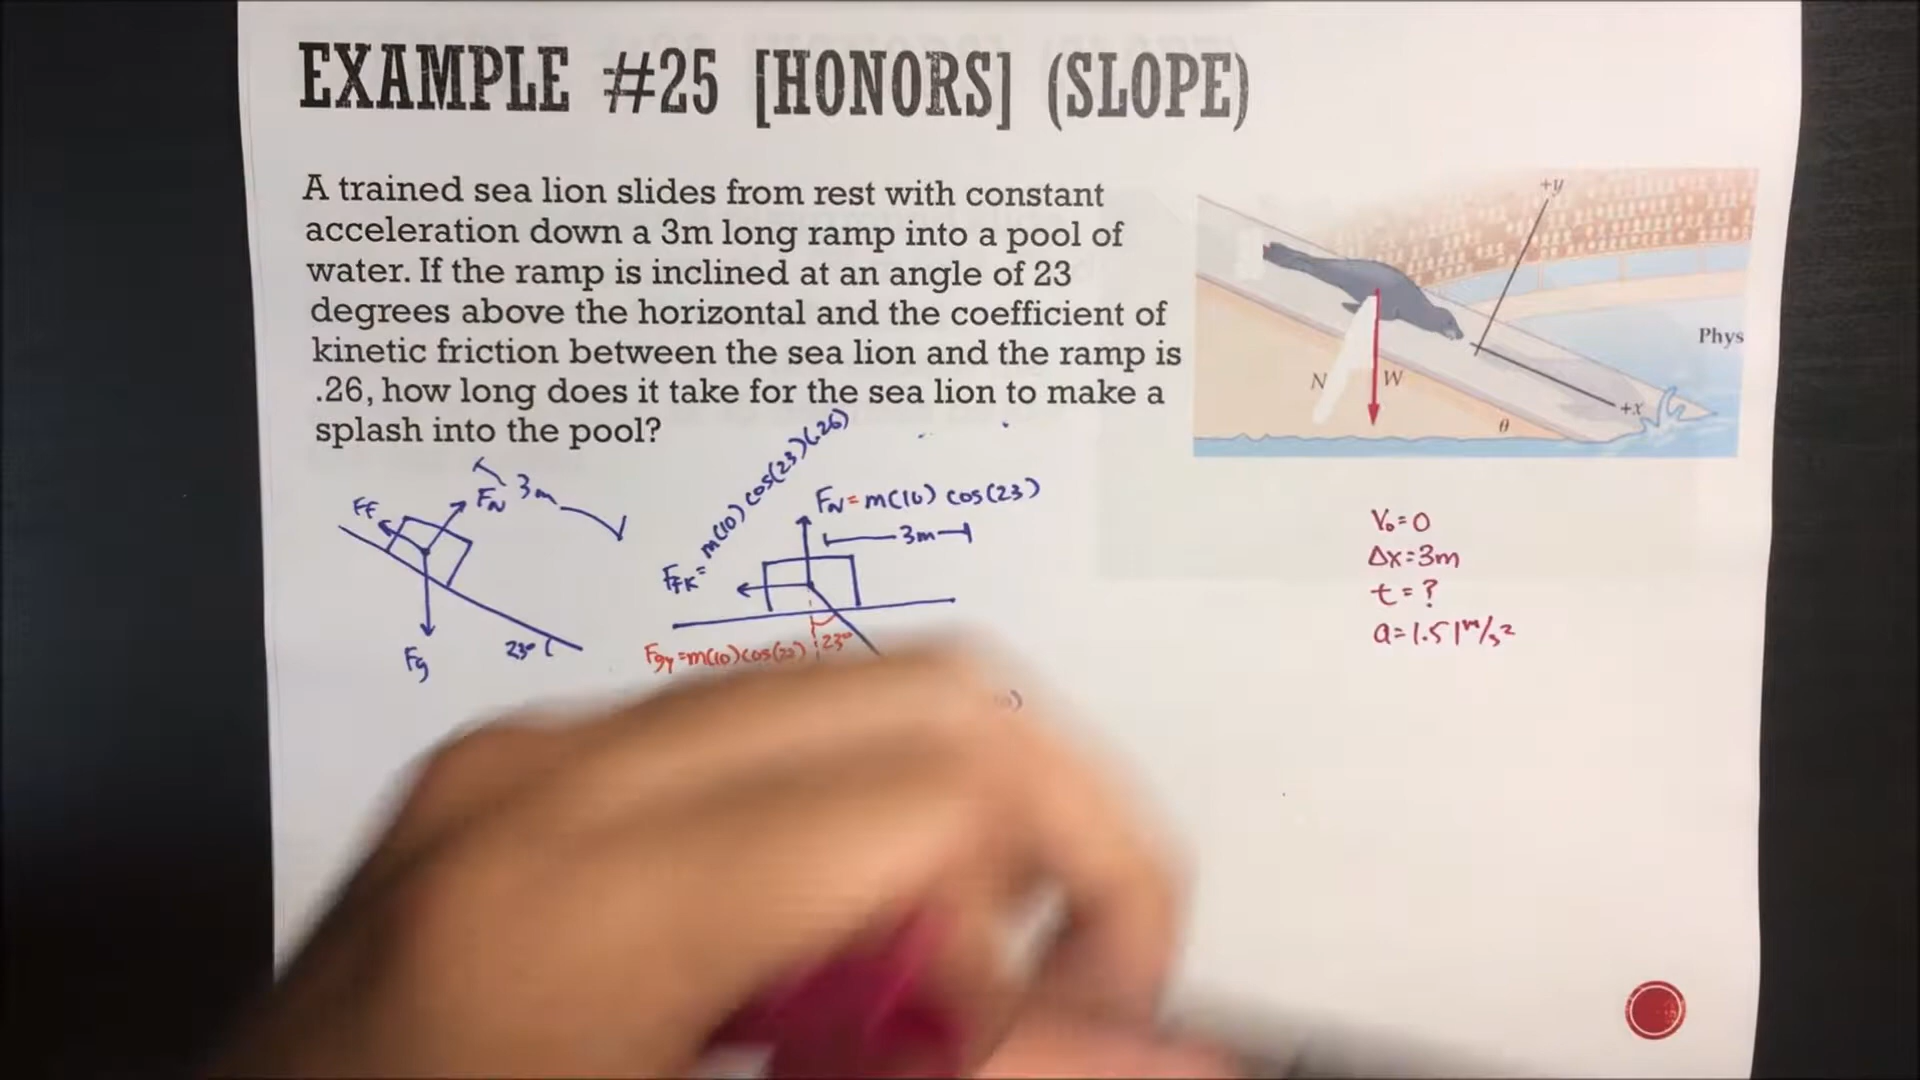 EXAMPLE #25 [HONORS] (SLOPE)
A trained sea lion slides from rest with constant
acceleration down a 3m long ramp into a pool of
water. If the ramp is inclined at an angle of 23
degrees above the horizontal and the coefficient of
kinetic friction between the sea lion and the ramp is
.26, how long does it take for the sea lion to make a
splash into the pool?
+y
Phys
N
W
+x
θ
FF
FN
3m
Fg
23°
FFK= m(10) cos(23)(.26)
FN=m(10) cos(23)
3m
Fgy=m(10)cos(23)
23°
V₀=0
Δx=3m
t=?
a=1.51m/s²